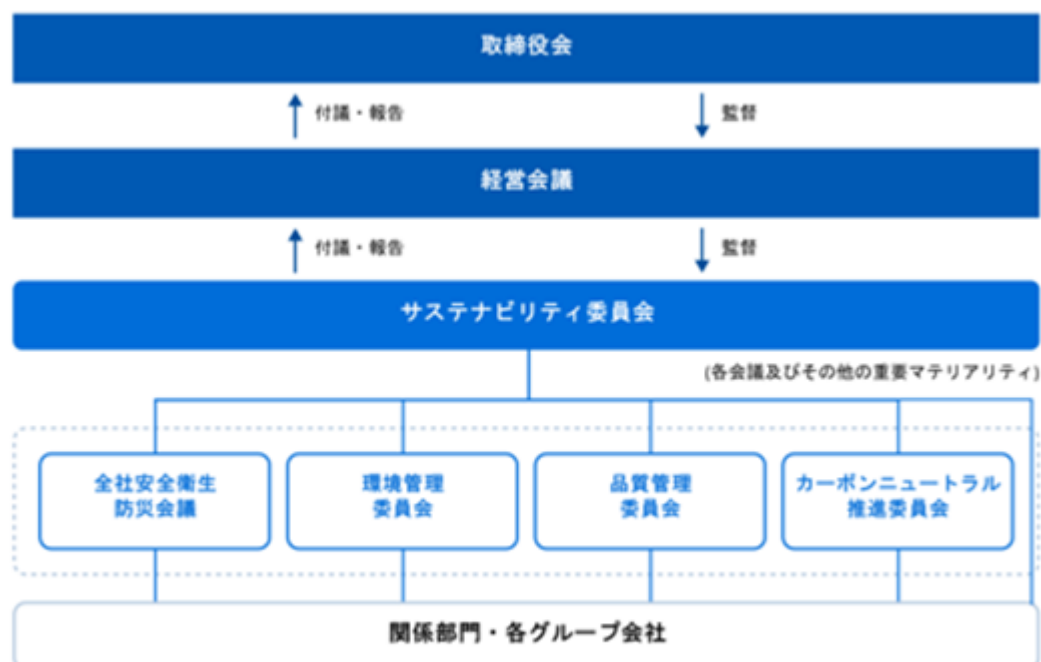 取締役会
付議・報告
監督
経営会議
付議・報告
監督
サステナビリティ委員会
(各会議及びその他の重要マテリアリティ)
全社安全衛生
防災会議
環境管理
委員会
品質管理
委員会
カーボンニュートラル
推進委員会
関係部門・各グループ会社